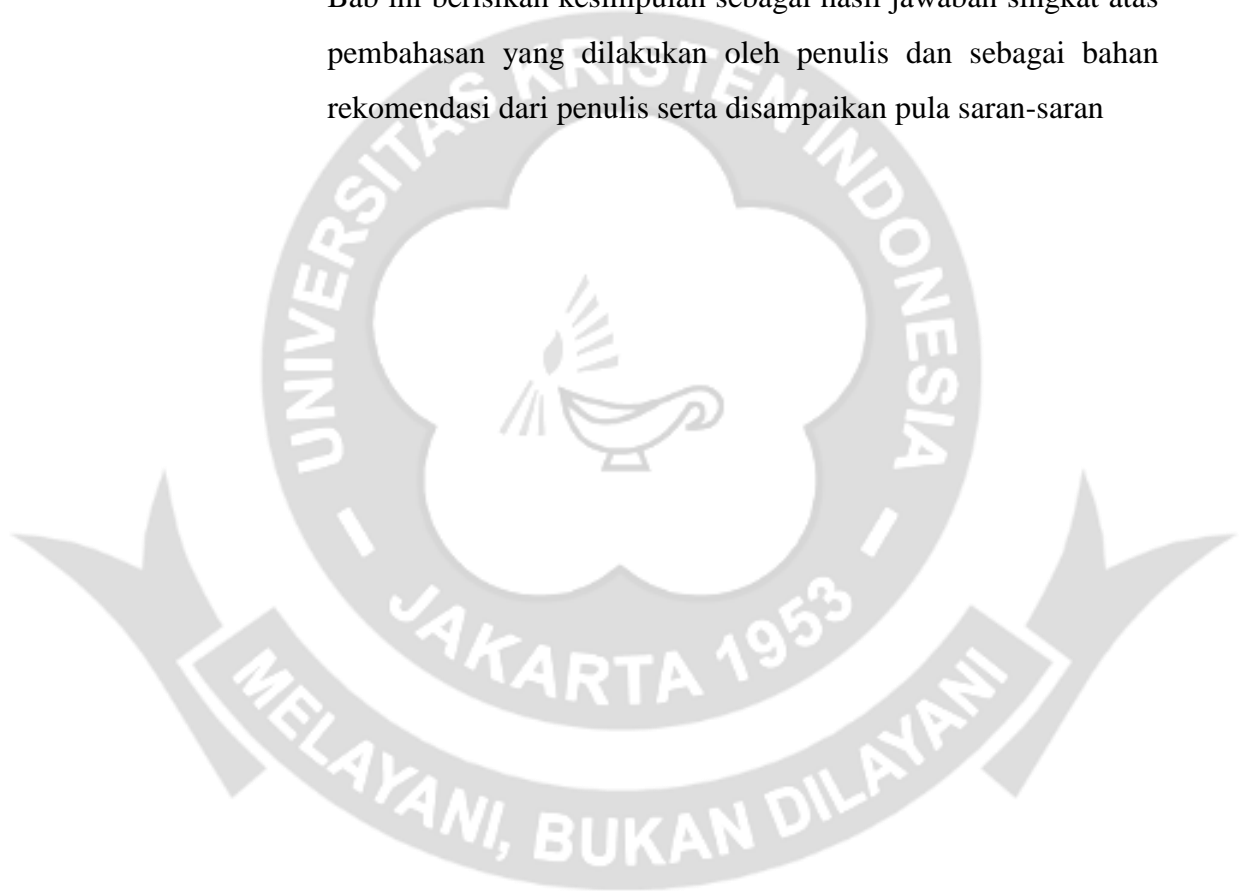 Bab ini berisikan kesimpulan sebagai hasil jawaban singkat atas
pembahasan yang dilakukan oleh penulis dan sebagai bahan
rekomendasi dari penulis serta disampaikan pula saran-saran
UNIVERSITAS KRISTEN INDONESIA
JAKARTA 1953
MELAYANI, BUKAN DILAYANI